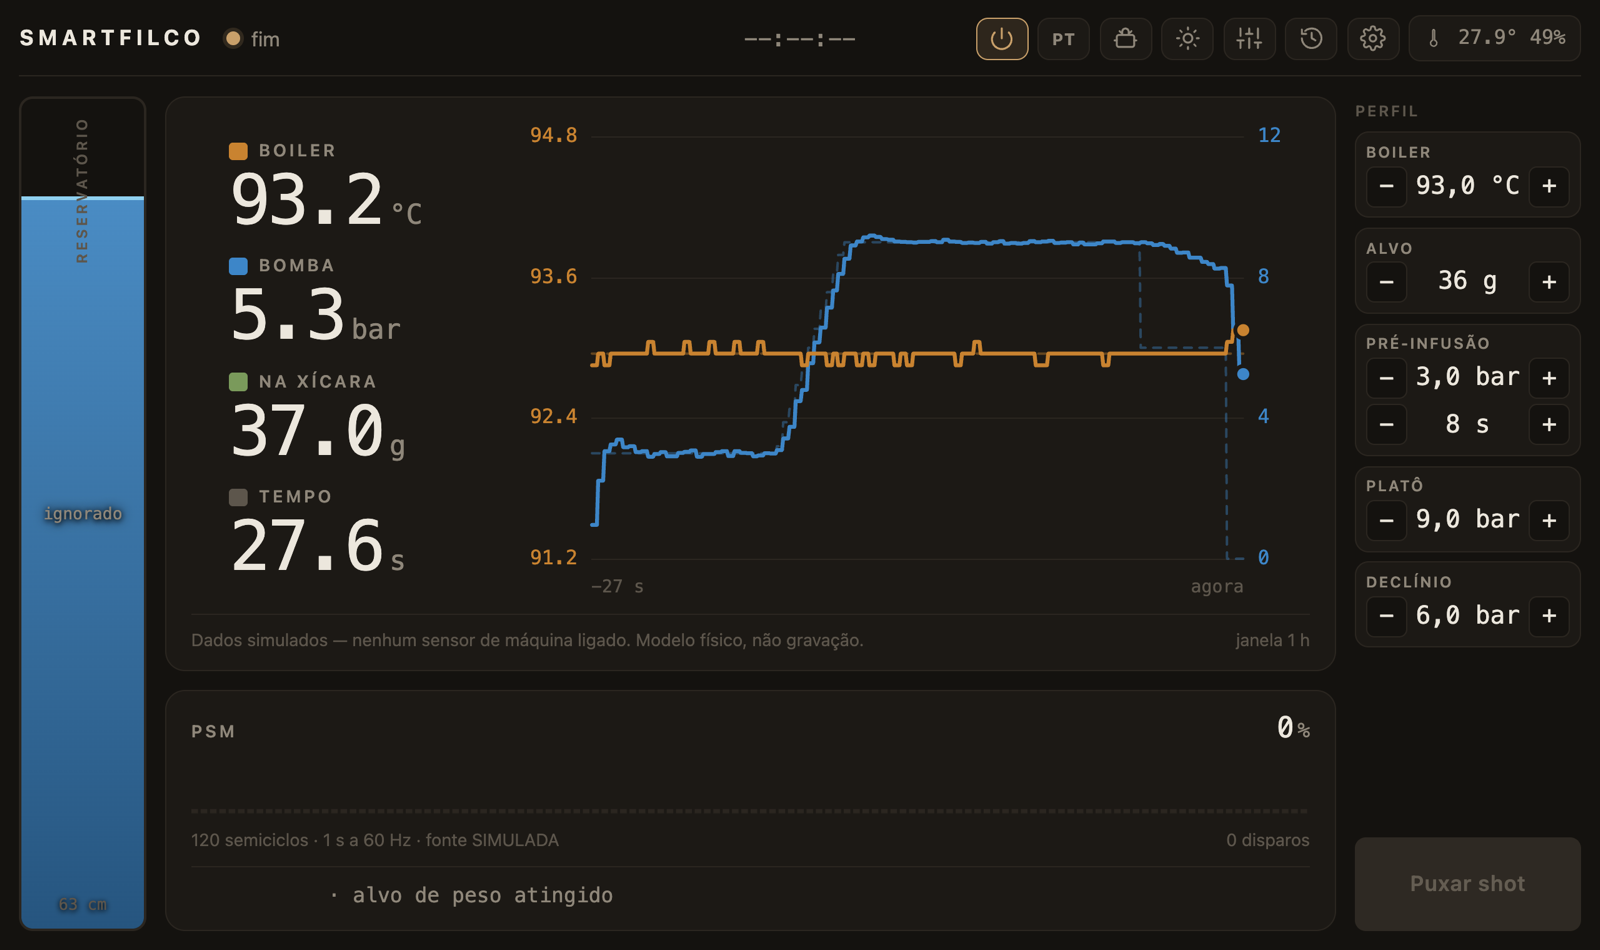 SMARTFILCO fim --:--:-- PT 27.9° 49%
RESERVATÓRIO
ignorado
63 cm
BOILER
93.2 °C
BOMBA
5.3 bar
NA XÍCARA
37.0 g
TEMPO
27.6 s
94.8 12
93.6 8
92.4 4
91.2 0
−27 s agora
Dados simulados — nenhum sensor de máquina ligado. Modelo físico, não gravação. janela 1 h
PSM 0%
120 semiciclos · 1 s a 60 Hz · fonte SIMULADA 0 disparos
· alvo de peso atingido
PERFIL
BOILER
− 93,0 °C +
ALVO
− 36 g +
PRÉ-INFUSÃO
− 3,0 bar +
− 8 s +
PLATÔ
− 9,0 bar +
DECLÍNIO
− 6,0 bar +
Puxar shot